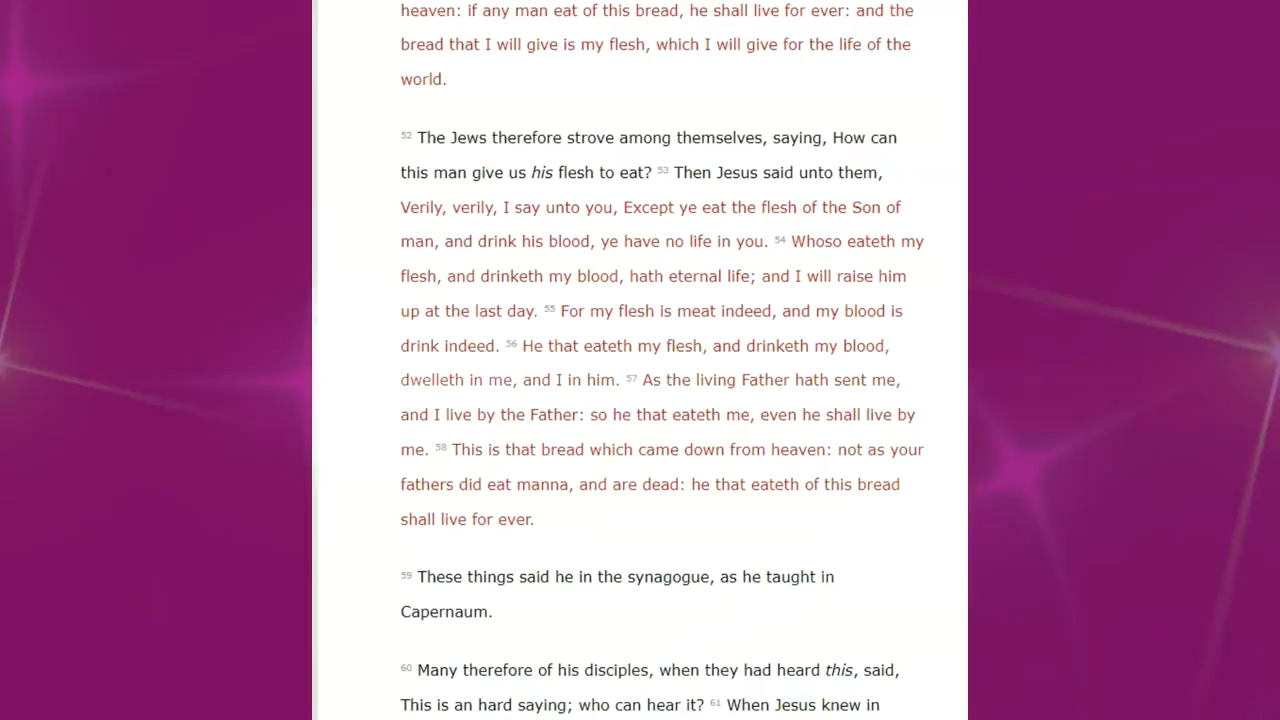 heaven: if any man eat of this bread, he shall live for ever: and the
bread that I will give is my flesh, which I will give for the life of the
world.
52 The Jews therefore strove among themselves, saying, How can
this man give us his flesh to eat? 53 Then Jesus said unto them,
Verily, verily, I say unto you, Except ye eat the flesh of the Son of
man, and drink his blood, ye have no life in you. 54 Whoso eateth my
flesh, and drinketh my blood, hath eternal life; and I will raise him
up at the last day. 55 For my flesh is meat indeed, and my blood is
drink indeed. 56 He that eateth my flesh, and drinketh my blood,
dwelleth in me, and I in him. 57 As the living Father hath sent me,
and I live by the Father: so he that eateth me, even he shall live by
me. 58 This is that bread which came down from heaven: not as your
fathers did eat manna, and are dead: he that eateth of this bread
shall live for ever.
59 These things said he in the synagogue, as he taught in
Capernaum.
60 Many therefore of his disciples, when they had heard this, said,
This is an hard saying; who can hear it? 61 When Jesus knew in